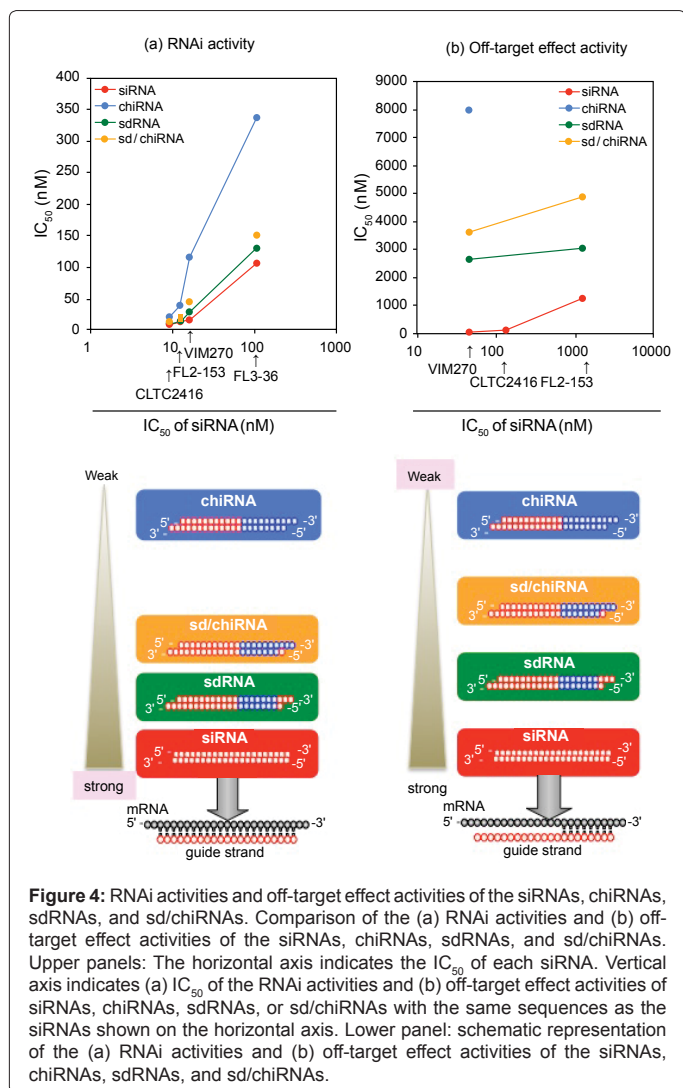 (a) RNAi activity
400
350
300
250
200
150
100
50
0
IC50 (nM)
siRNA
chiRNA
sdRNA
sd/chiRNA
1
10
100
1000
VIM270
FL2-153
FL3-36
CLTC2416
IC50 of siRNA (nM)
(b) Off-target effect activity
9000
8000
7000
6000
5000
4000
3000
2000
1000
0
IC50 (nM)
siRNA
chiRNA
sdRNA
sd/chiRNA
10
100
1000
10000
VIM270
CLTC2416
FL2-153
IC50 of siRNA (nM)
Weak
chiRNA
5' -3'
3' -5'
sd/chiRNA
5' -3'
3' -5'
sdRNA
5' -3'
3' -5'
siRNA
5' -3'
3' -5'
strong
mRNA
5' -3'
guide strand
Weak
chiRNA
5' -3'
3' -5'
sd/chiRNA
5' -3'
3' -5'
sdRNA
5' -3'
3' -5'
siRNA
5' -3'
3' -5'
strong
mRNA
5' -3'
guide strand
Figure 4: RNAi activities and off-target effect activities of the siRNAs, chiRNAs,
sdRNAs, and sd/chiRNAs. Comparison of the (a) RNAi activities and (b) off-
target effect activities of the siRNAs, chiRNAs, sdRNAs, and sd/chiRNAs.
Upper panels: The horizontal axis indicates the IC50 of each siRNA. Vertical
axis indicates (a) IC50 of the RNAi activities and (b) off-target effect activities of
siRNAs, chiRNAs, sdRNAs, or sd/chiRNAs with the same sequences as the
siRNAs shown on the horizontal axis. Lower panel: schematic representation
of the (a) RNAi activities and (b) off-target effect activities of the siRNAs,
chiRNAs, sdRNAs, and sd/chiRNAs.